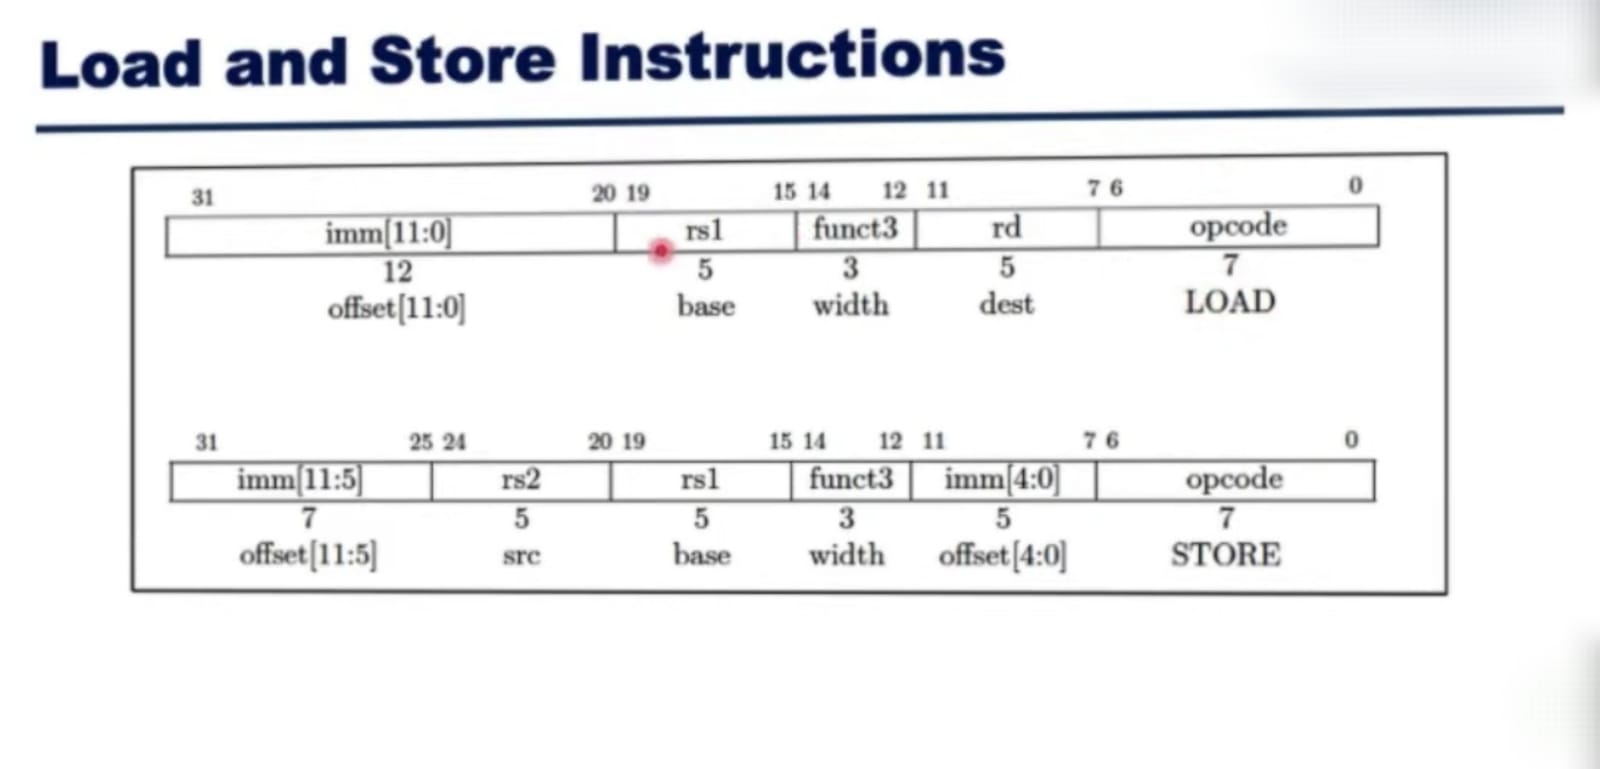 Load and Store Instructions
31 20 19 15 14 12 11 7 6 0
imm[11:0] rs1 funct3 rd opcode
12 5 3 5 7
offset[11:0] base width dest LOAD
31 25 24 20 19 15 14 12 11 7 6 0
imm[11:5] rs2 rs1 funct3 imm[4:0] opcode
7 5 5 3 5 7
offset[11:5] src base width offset[4:0] STORE